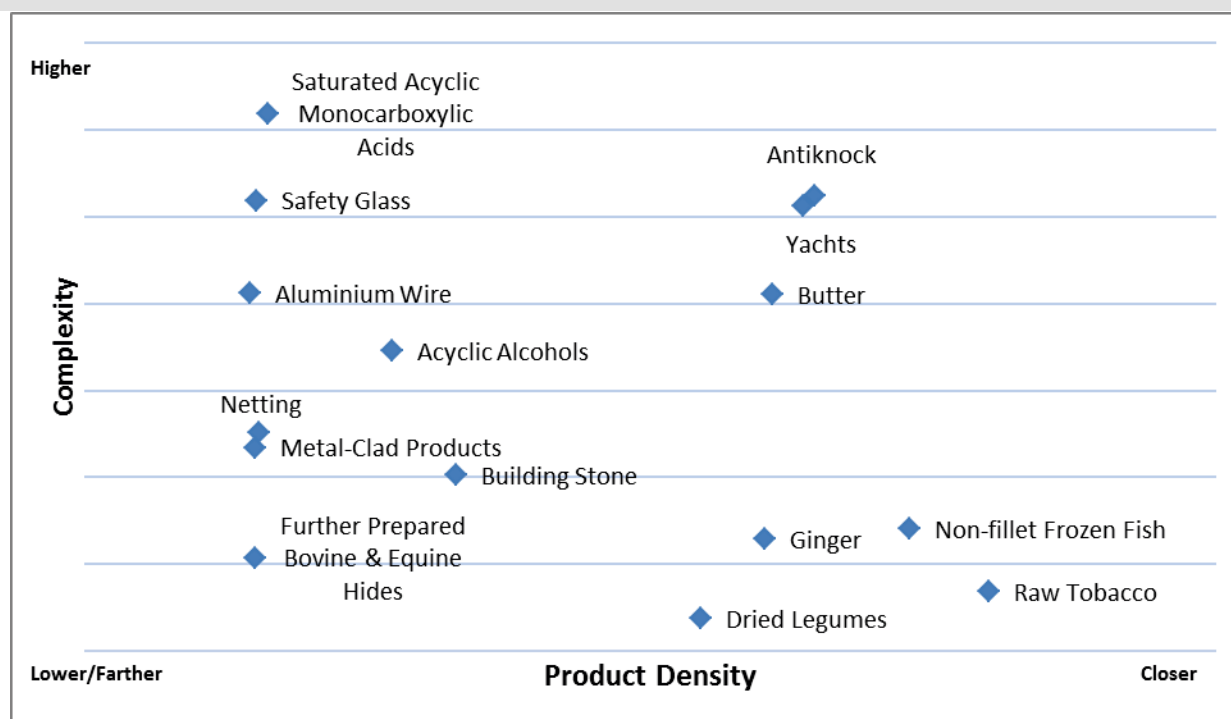 Higher
Saturated Acyclic
Monocarboxylic
Acids
Antiknock
Safety Glass
Yachts
Aluminium Wire
Butter
Complexity
Acyclic Alcohols
Netting
Metal-Clad Products
Building Stone
Further Prepared
Bovine & Equine
Hides
Ginger
Non-fillet Frozen Fish
Raw Tobacco
Dried Legumes
Lower/Farther
Product Density
Closer